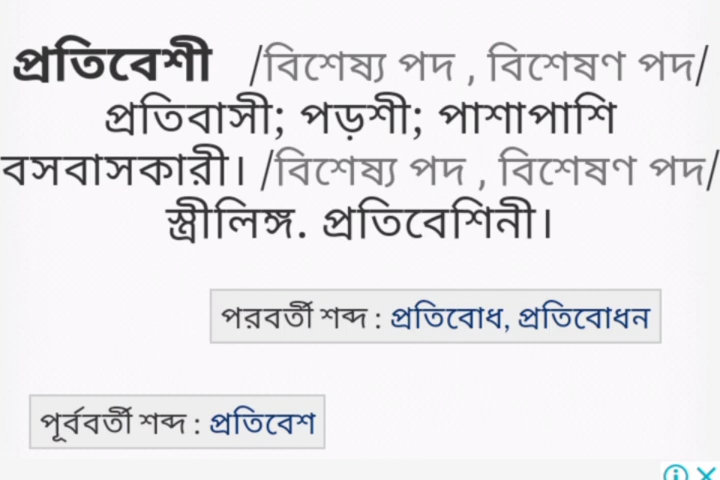 প্রতিবেশী /বিশেষ্য পদ , বিশেষণ পদ/
প্রতিবাসী; পড়শী; পাশাপাশি
বসবাসকারী। /বিশেষ্য পদ , বিশেষণ পদ/
স্ত্রীলিঙ্গ. প্রতিবেশিনী।
পরবর্তী শব্দ : প্রতিবোধ, প্রতিবোধন
পূর্ববর্তী শব্দ : প্রতিবেশ